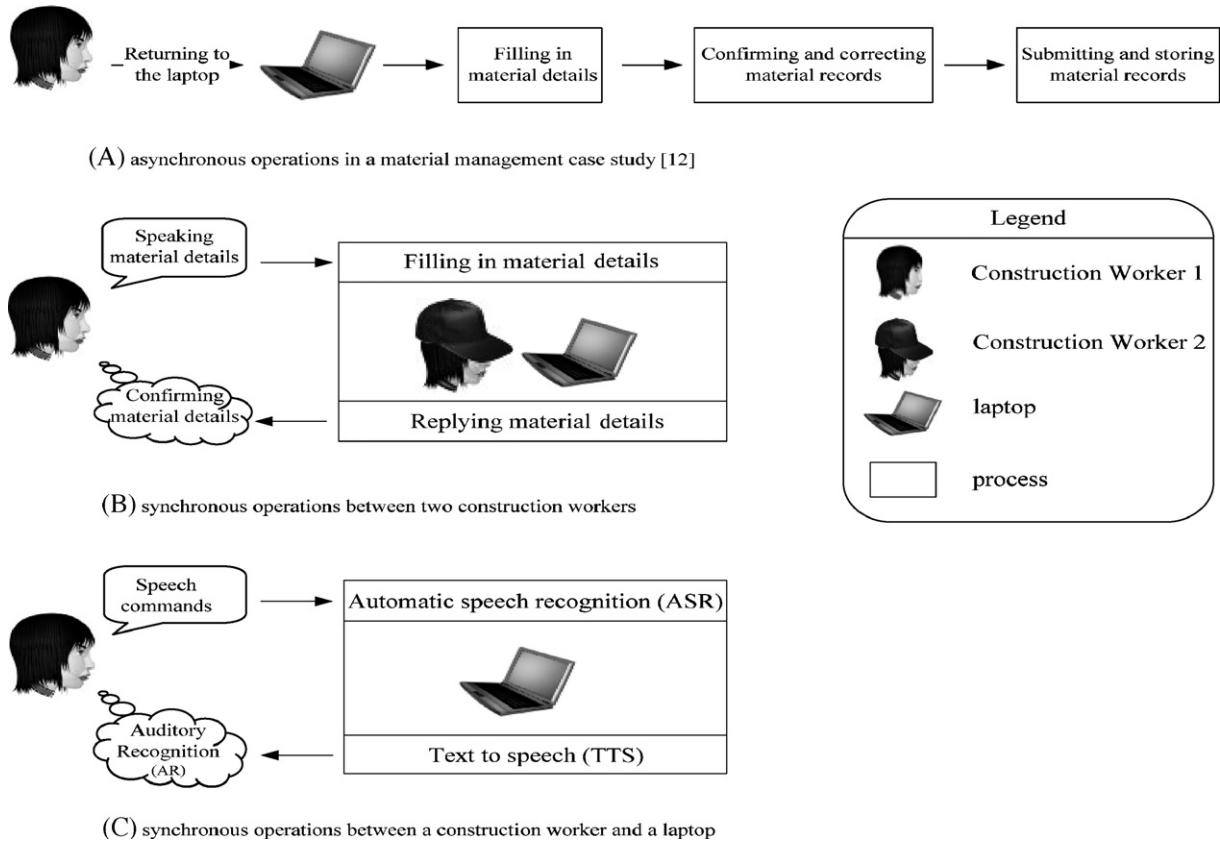 Returning to
the laptop
Filling in
material details
Confirming and correcting
material records
Submitting and storing
material records
(A) asynchronous operations in a material management case study [12]
Speaking
material details
Filling in material details
Confirming
material details
Replying material details
(B) synchronous operations between two construction workers
Legend
Construction Worker 1
Construction Worker 2
laptop
process
Speech
commands
Automatic speech recognition (ASR)
Auditory
Recognition
(AR)
Text to speech (TTS)
(C) synchronous operations between a construction worker and a laptop